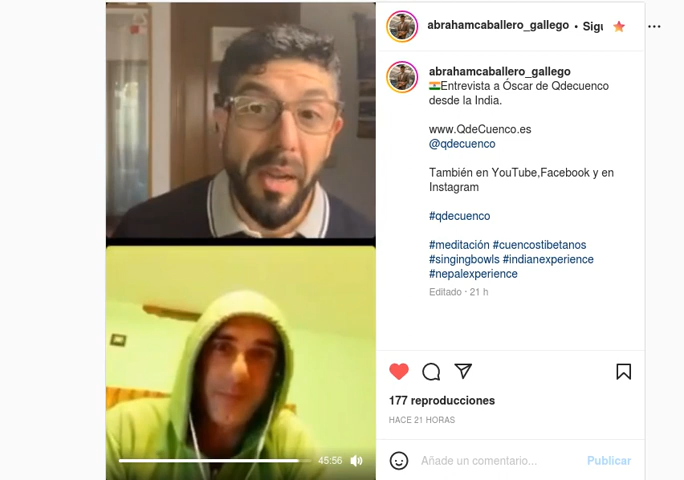 abrahamcaballero_gallego • Sigu
abrahamcaballero_gallego
Entrevista a Óscar de Qdecuenco
desde la India.
www.QdeCuenco.es
@qdecuenco
También en YouTube,Facebook y en
Instagram
#qdecuenco
#meditación #cuencostibetanos
#singingbowls #indianexperience
#nepalexperience
Editado · 21 h
177 reproducciones
HACE 21 HORAS
45:56
Añade un comentario... Publicar